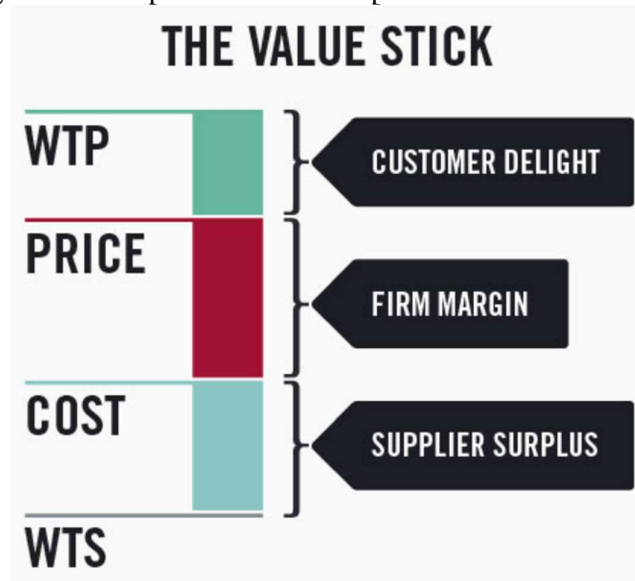 THE VALUE STICK
WTP
CUSTOMER DELIGHT
PRICE
FIRM MARGIN
COST
SUPPLIER SURPLUS
WTS